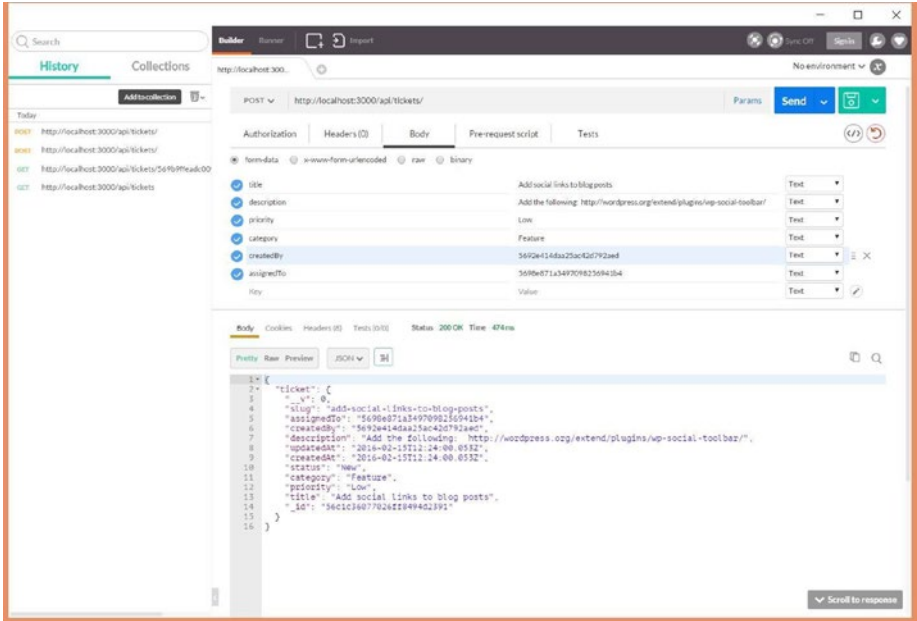 Search
Builder Runner Import Sync Off Sign In
History Collections
http://localhost:300...
No environment
Add to collection
POST http://localhost:3000/api/tickets/ Params Send
Today
POST http://localhost:3000/api/tickets/
POST http://localhost:3000/api/tickets/
GET http://localhost:3000/api/tickets/
GET http://localhost:3000/api/tickets
Authorization Headers (0) Body Pre-request script Tests
form-data x-www-form-urlencoded raw binary
title Add social links to blog posts Text
description Add the following: http://wordpress.org/extend/plugins/wp-social-toolbar/ Text
priority Low Text
category Feature Text
createdBy 5692e414daa25ac42d792aed Text
assignedTo 5698e871a3497098256941b4 Text
Key Value Text
Body Cookies Headers (8) Tests (0/0) Status 200 OK Time 474 ms
Pretty Raw Preview JSON
1 {
2 "ticket": {
3 "__v": 0,
4 "slug": "add-social-links-to-blog-posts",
5 "assignedTo": "5698e871a3497098256941b4",
6 "createdBy": "5692e414daa25ac42d792aed",
7 "description": "Add the following: http://wordpress.org/extend/plugins/wp-social-toolbar/",
8 "updatedAt": "2016-02-15T12:24:00.053Z",
9 "createdAt": "2016-02-15T12:24:00.053Z",
10 "status": "New",
11 "category": "Feature",
12 "priority": "Low",
13 "title": "Add social links to blog posts",
14 "_id": "56c1c36077026ff8494d2391"
15 }
16 }
Scroll to response